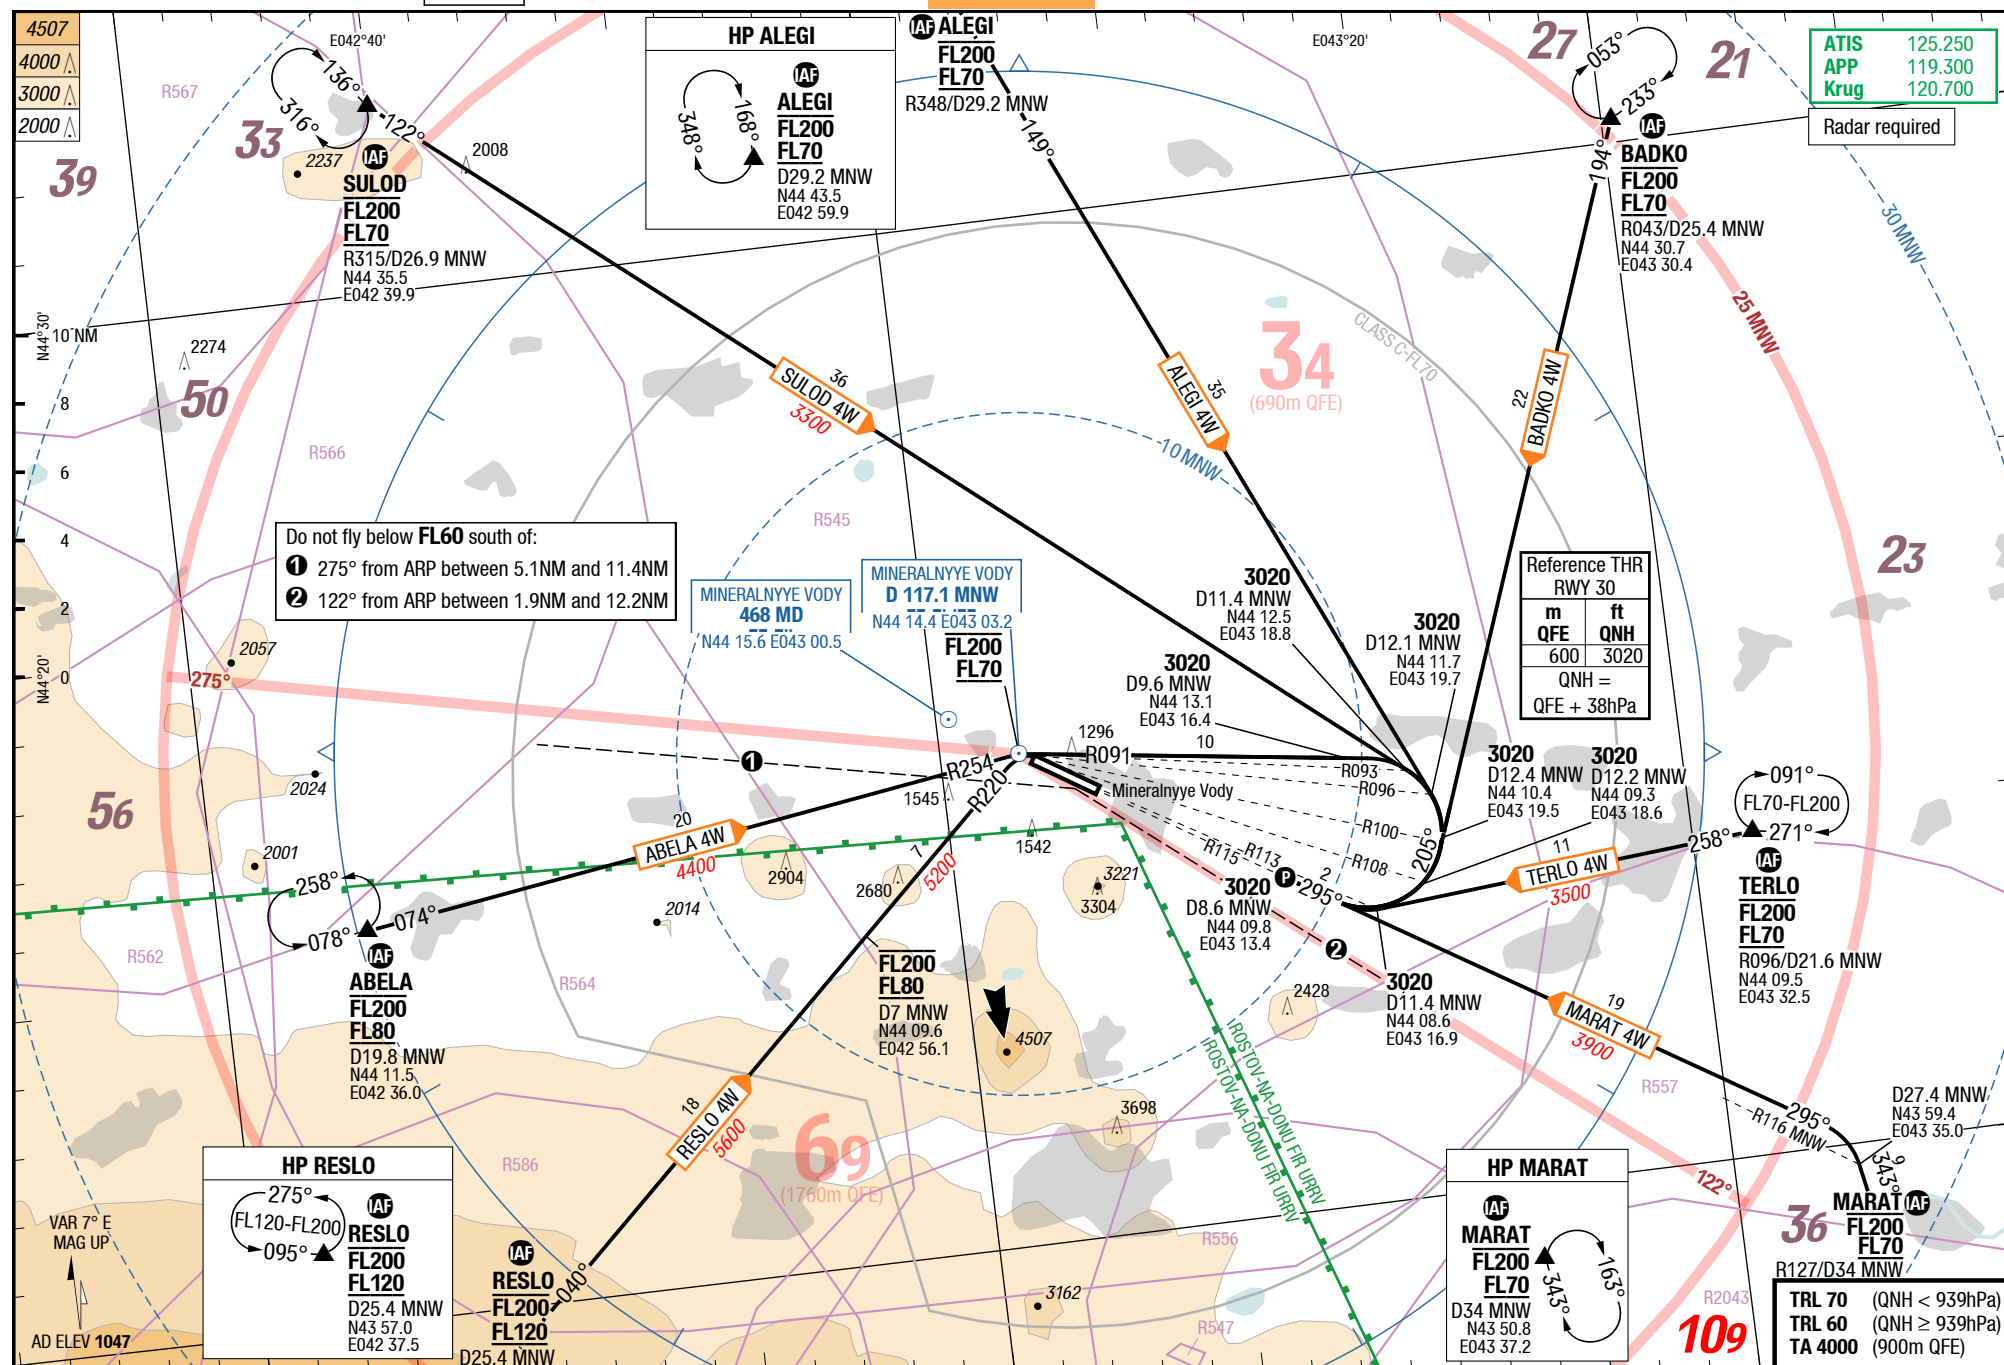 4507
4000
3000
2000
39
33
R567
E042°40'
136°
316°
122°
2237
2008
IAF
SULOD
FL200
FL70
R315/D26.9 MNW
N44 35.5
E042 39.9
HP ALEGI
348°
168°
IAF
ALEGI
FL200
FL70
D29.2 MNW
N44 43.5
E042 59.9
IAF ALEGI
FL200
FL70
R348/D29.2 MNW
149°
E043°20'
27
21
053°
233°
194°
IAF
BADKO
FL200
FL70
R043/D25.4 MNW
N44 30.7
E043 30.4
ATIS 125.250
APP 119.300
Krug 120.700
Radar required
30 MNW
25 MNW
N44°30'
10 NM
8
6
4
2
0
N44°20'
2274
50
R566
SULOD 4W
36
3300
ALEGI 4W
35
34
(690m QFE)
CLASS C-FL70
BADKO 4W
22
10 MNW
R545
23
Do not fly below FL60 south of:
1 275° from ARP between 5.1NM and 11.4NM
2 122° from ARP between 1.9NM and 12.2NM
MINERALNYYE VODY
468 MD
N44 15.6 E043 00.5
MINERALNYYE VODY
D 117.1 MNW
N44 14.4 E043 03.2
FL200
FL70
3020
D11.4 MNW
N44 12.5
E043 18.8
3020
D12.1 MNW
N44 11.7
E043 19.7
3020
D9.6 MNW
N44 13.1
E043 16.4
Reference THR
RWY 30
m ft
QFE QNH
600 3020
QNH =
QFE + 38hPa
2057
275°
2024
56
2001
1
R254
R220
1545
1296
R091
10
R093
R096
R100
R108
R113
R115
Mineralnyye Vody
205°
3020
D12.4 MNW
N44 10.4
E043 19.5
3020
D12.2 MNW
N44 09.3
E043 18.6
091°
FL70-FL200
271°
258°
IAF
TERLO
FL200
FL70
R096/D21.6 MNW
N44 09.5
E043 32.5
11
TERLO 4W
3500
20
ABELA 4W
4400
2904
7
5200
2680
1542
3221
3304
2014
258°
078°
074°
IAF
ABELA
FL200
FL80
D19.8 MNW
N44 11.5
E042 36.0
R562
R564
3020
D8.6 MNW
N44 09.8
E043 13.4
P
2
295°
2
3020
D11.4 MNW
N44 08.6
E043 16.9
2428
FL200
FL80
D7 MNW
N44 09.6
E042 56.1
4507
19
MARAT 4W
3900
R557
ROSTOV-NA-DONU FIR URRV
ROSTOV-NA-DONU FIR URRV
18
RESLO 4W
5600
3698
69
(1760m QFE)
R586
R556
3162
R547
122°
295°
R116 MNW
D27.4 MNW
N43 59.4
E043 35.0
9
343°
36
MARAT IAF
FL200
FL70
R127/D34 MNW
HP RESLO
275°
FL120-FL200
095°
IAF
RESLO
FL200
FL120
D25.4 MNW
N43 57.0
E042 37.5
VAR 7° E
MAG UP
AD ELEV 1047
IAF
RESLO
FL200
FL120
D25.4 MNW
040°
HP MARAT
IAF
MARAT
FL200
FL70
D34 MNW
N43 50.8
E043 37.2
343°
163°
R2043
109
TRL 70 (QNH < 939hPa)
TRL 60 (QNH ≥ 939hPa)
TA 4000 (900m QFE)